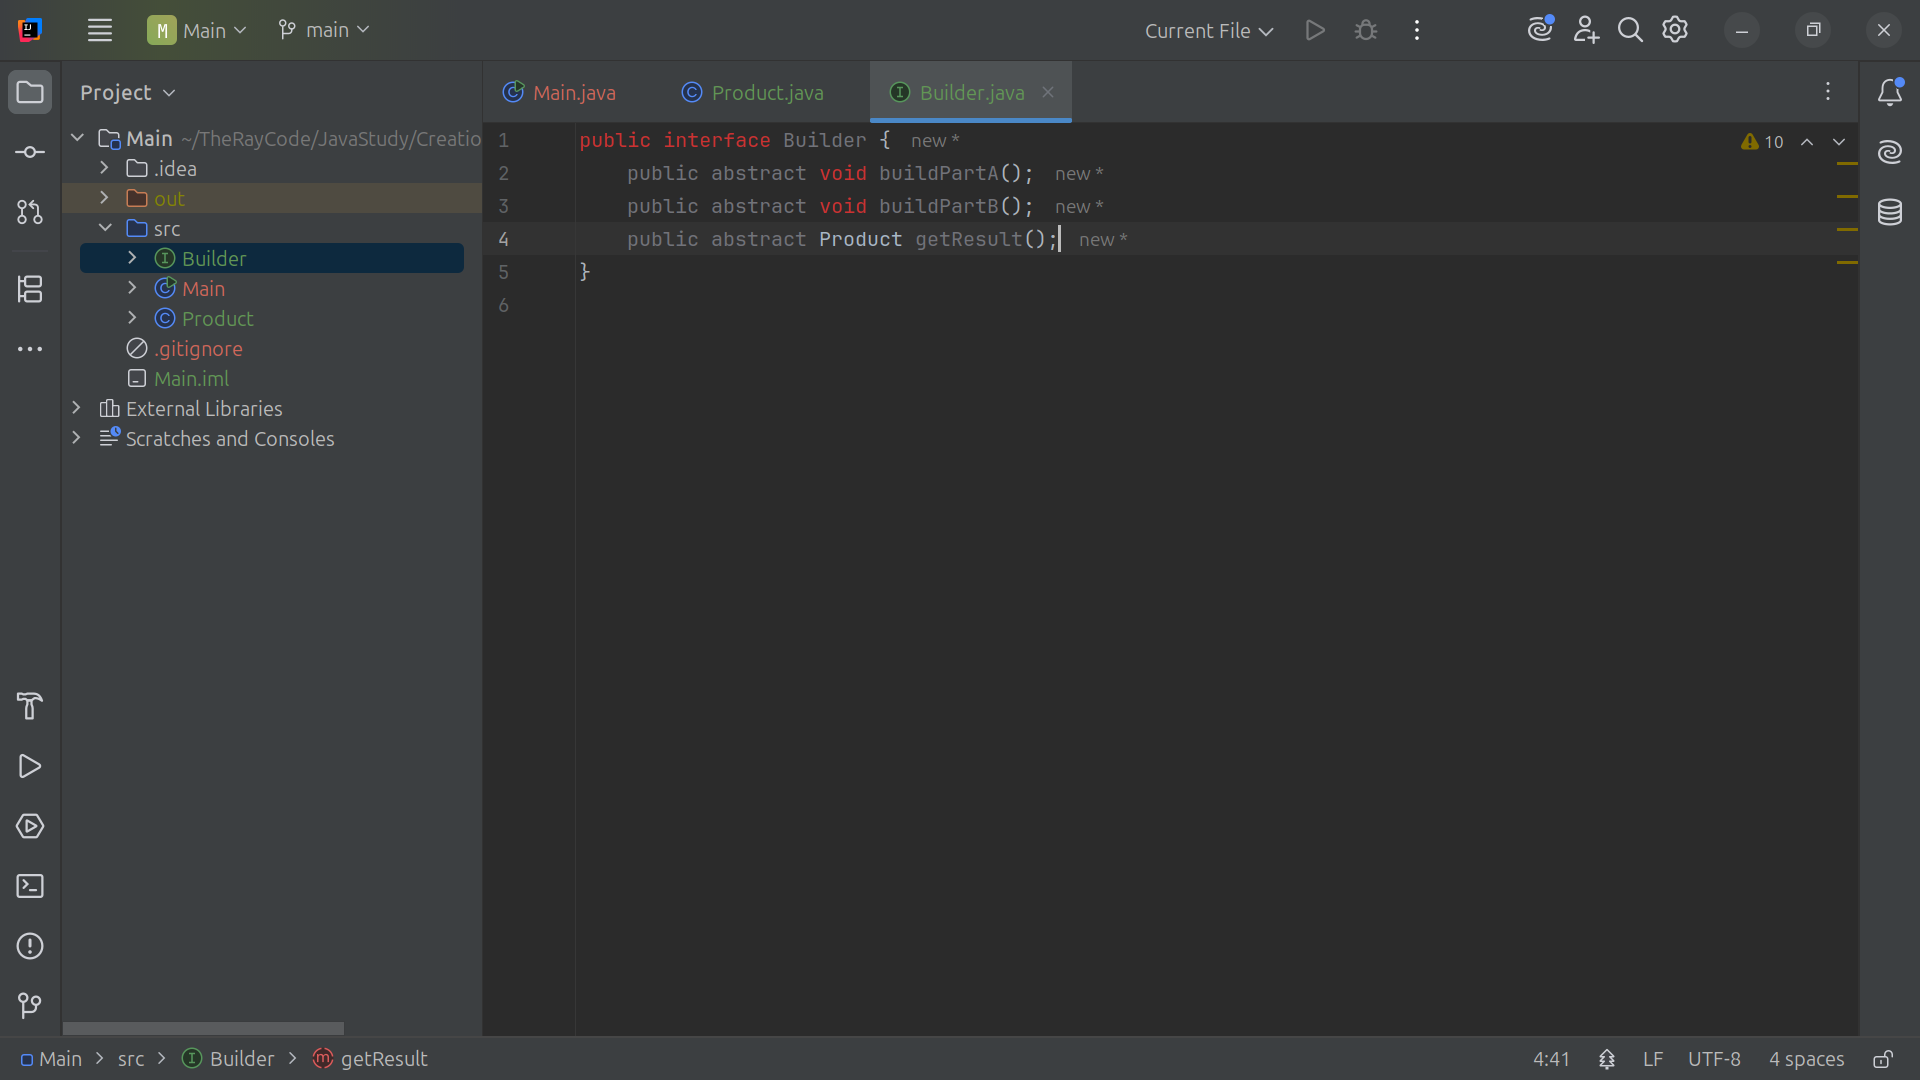 M Main
main
Current File
Project
Main ~/TheRayCode/JavaStudy/Creatio
.idea
out
src
Builder
Main
Product
.gitignore
Main.iml
External Libraries
Scratches and Consoles
Main.java
Product.java
Builder.java
1 public interface Builder { new *
2 public abstract void buildPartA(); new *
3 public abstract void buildPartB(); new *
4 public abstract Product getResult(); new *
5 }
6
10
Main > src > Builder > getResult
4:41 LF UTF-8 4 spaces